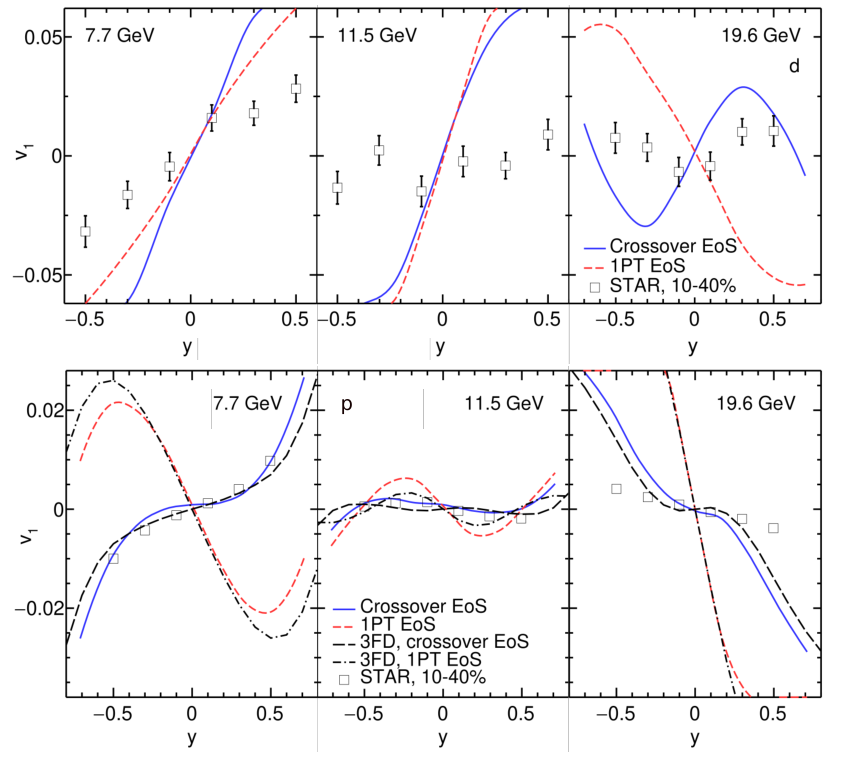 0.05
0
−0.05
v1
7.7 GeV
11.5 GeV
19.6 GeV
d
Crossover EoS
1PT EoS
STAR, 10-40%
−0.5 0 0.5
−0.5 0 0.5
−0.5 0 0.5
y
y
y
0.02
0
−0.02
v1
7.7 GeV
p
11.5 GeV
19.6 GeV
Crossover EoS
1PT EoS
3FD, crossover EoS
3FD, 1PT EoS
STAR, 10-40%
−0.5 0 0.5
−0.5 0 0.5
−0.5 0 0.5
y
y
y